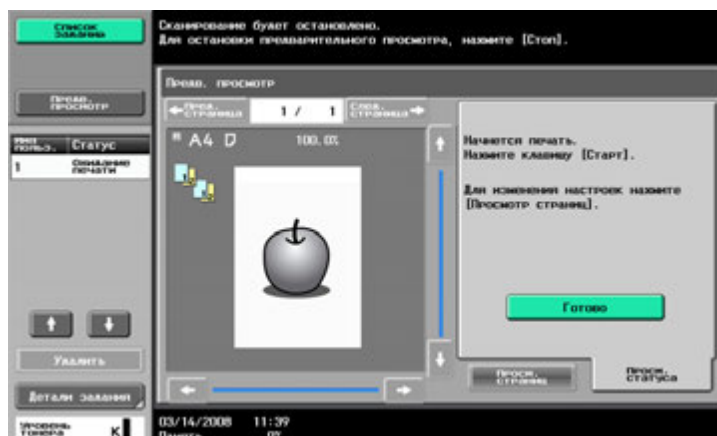 Список
задания
Сканирование будет остановлено.
Для остановки предварительного просмотра, нажмите [Стоп].
Предв.
просмотр
Предв. просмотр
Пред.
страница
1 / 1
След.
страница
Имя
польз.
Статус
1
Ожидание
печати
A4
100.0%
Начнется печать.
Нажмите клавишу [Старт].
Для изменения настроек нажмите
[Просмотр страниц].
Готово
Удалить
Детали задания
Просм.
страниц
Просм.
статуса
Уровень
тонера
K
03/14/2008 11:39
Память 0%